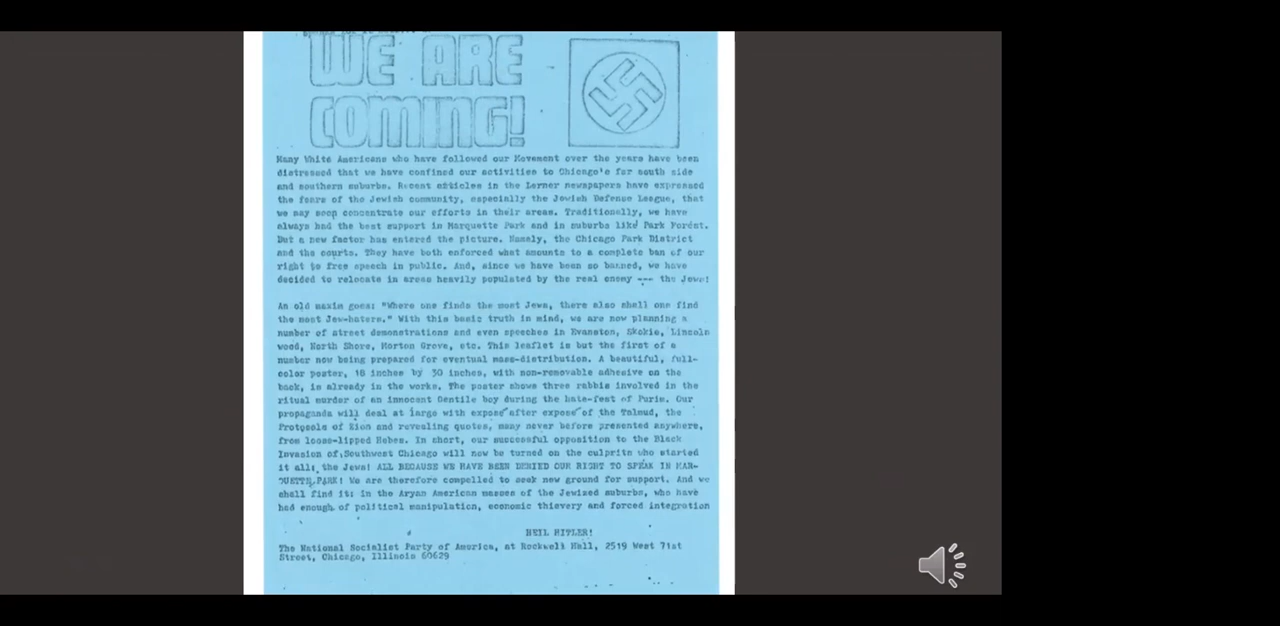 WE ARE
COMING!
Many White Americans who have followed our Movement over the years have been
distressed that we have confined our activities to Chicago's far south side
and southern suburbs. Recent articles in the Lerner newspapers have expressed
the fears of the Jewish community, especially the Jewish Defense League, that
we may soon concentrate our efforts in their areas. Traditionally, we have
always had the best support in Marquette Park and in suburbs like Park Forest.
But a new factor has entered the picture. Namely, the Chicago Park District
and the courts. They have both enforced what amounts to a complete ban of our
right to free speech in public. And, since we have been so banned, we have
decided to relocate in areas heavily populated by the real enemy --- the Jews!
An old maxim goes: "Where one finds the most Jews, there also shall one find
the most Jew-haters." With this basic truth in mind, we are now planning a
number of street demonstrations and even speeches in Evanston, Skokie, Lincoln
wood, North Shore, Morton Grove, etc. This leaflet is but the first of a
number now being prepared for eventual mass-distribution. A beautiful, full-
color poster, 18 inches by 30 inches, with non-removable adhesive on the
back, is already in the works. The poster shows three rabbis involved in the
ritual murder of an innocent Gentile boy during the hate-fest of Purim. Our
propaganda will deal at large with expose after expose of the Talmud, the
Protocols of Zion and revealing quotes, many never before presented anywhere,
from loose-lipped Hebes. In short, our successful opposition to the Black
Invasion of Southwest Chicago will now be turned on the culprits who started
it all: the Jews! ALL BECAUSE WE HAVE BEEN DENIED OUR RIGHT TO SPEAK IN MAR-
QUETTE PARK! We are therefore compelled to seek new ground for support. And we
shall find it: in the Aryan American masses of the Jewized suburbs, who have
had enough of political manipulation, economic thievery and forced integration
HEIL HITLER!
The National Socialist Party of America, at Rockwell Hall, 2519 West 71st
Street, Chicago, Illinois 60629